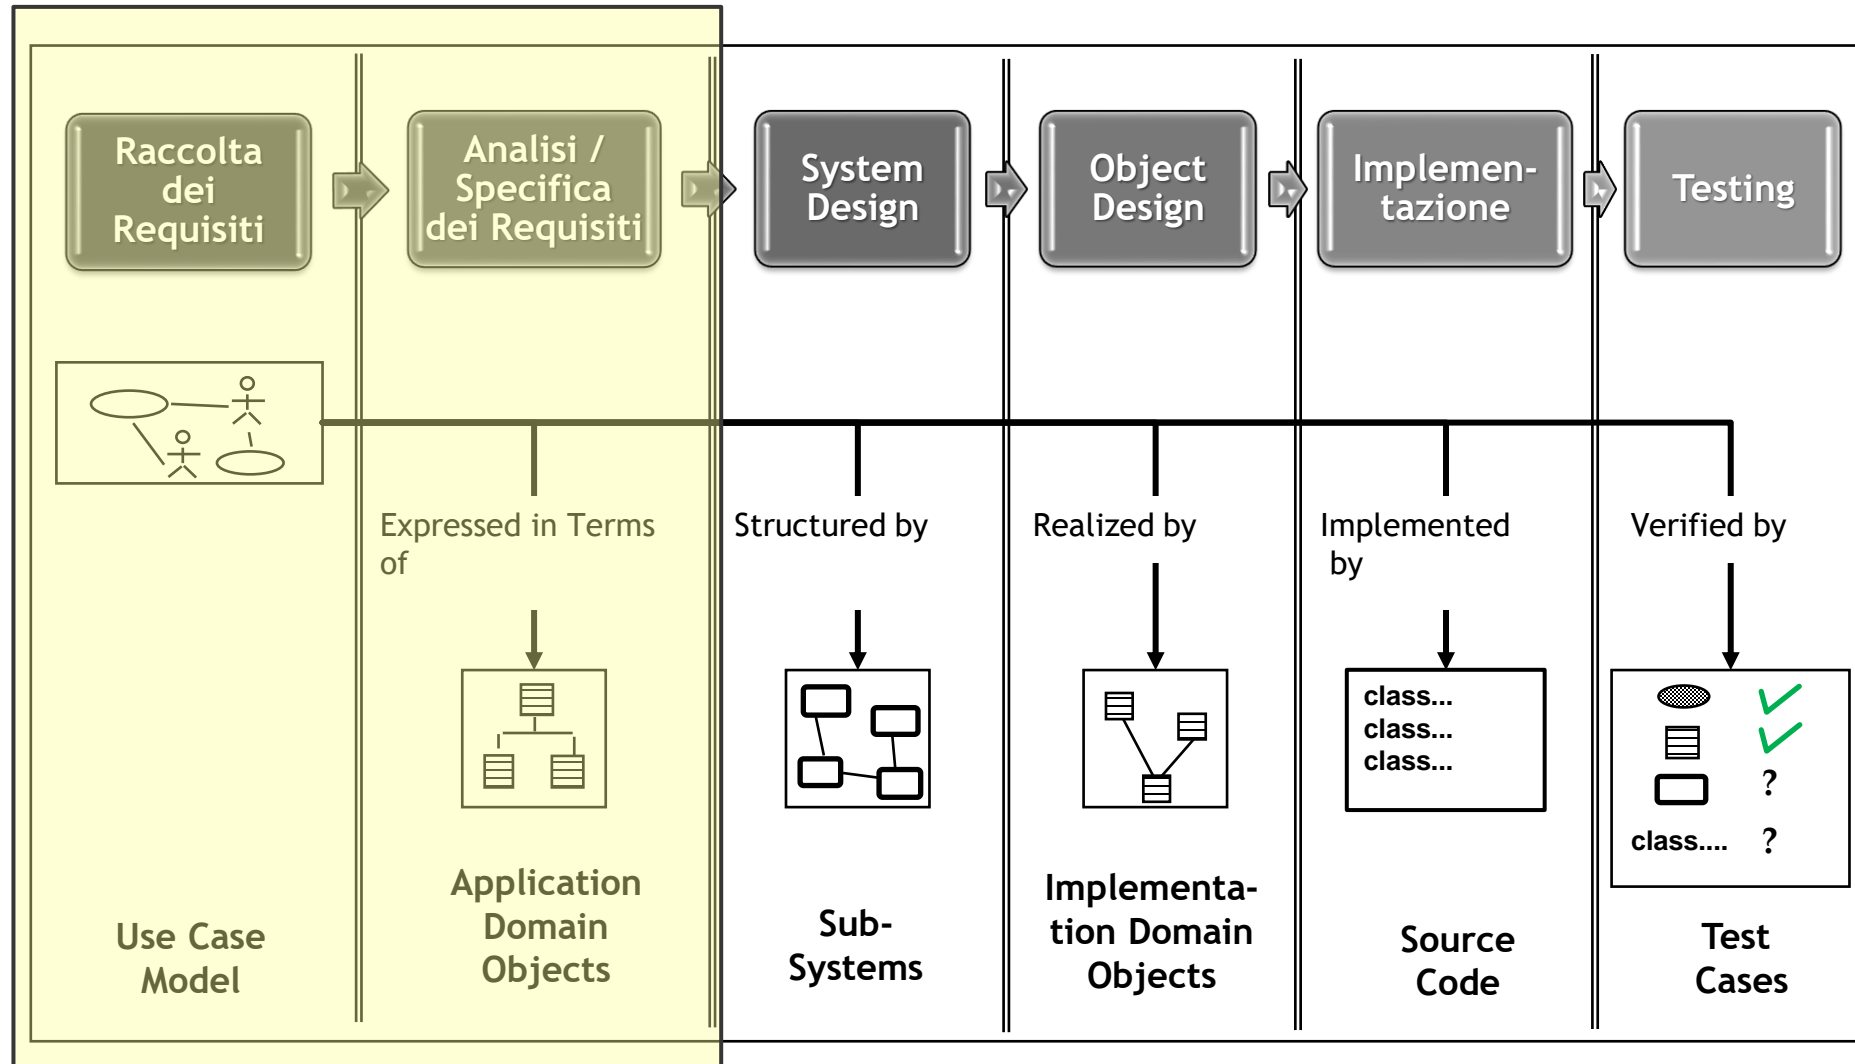 Raccolta
dei
Requisiti
Analisi /
Specifica
dei Requisiti
System
Design
Object
Design
Implemen-
tazione
Testing
Expressed in Terms
of
Structured by
Realized by
Implemented
by
Verified by
class...
class...
class...
?
class....
?
Use Case
Model
Application
Domain
Objects
Sub-
Systems
Implementa-
tion Domain
Objects
Source
Code
Test
Cases